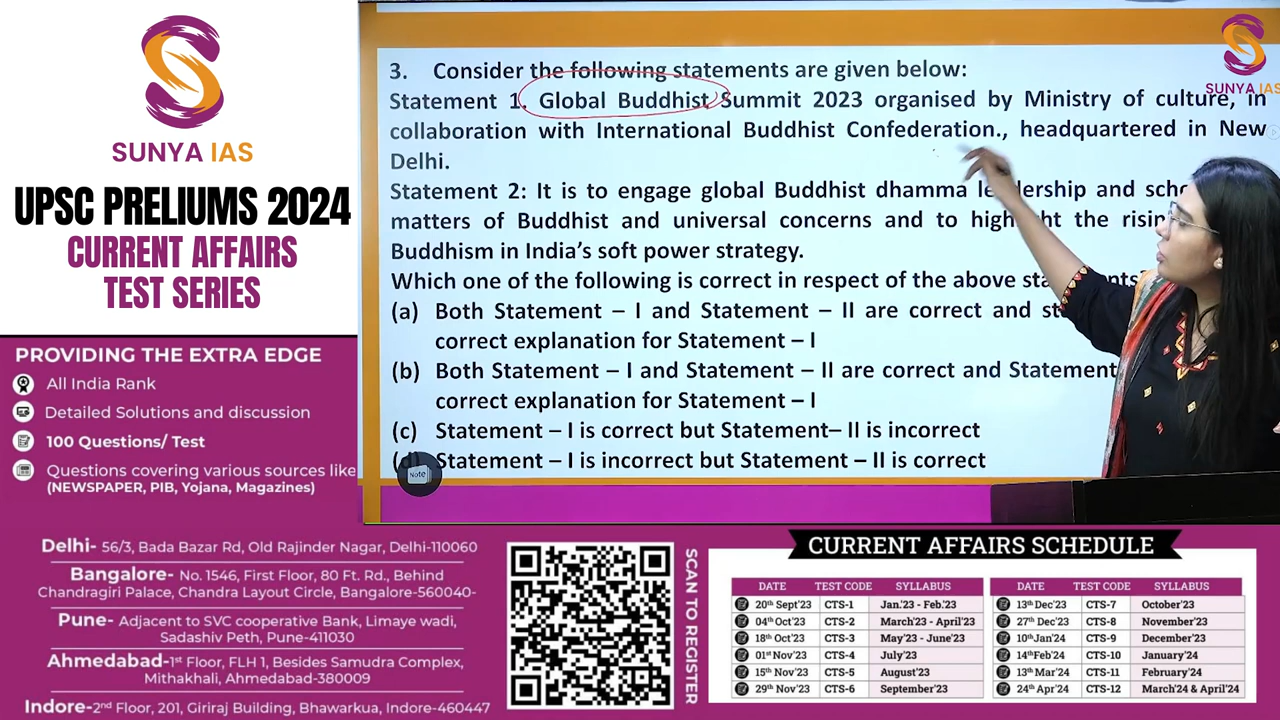 SUNYA IAS
UPSC PRELIUMS 2024
CURRENT AFFAIRS
TEST SERIES
PROVIDING THE EXTRA EDGE
All India Rank
Detailed Solutions and discussion
100 Questions/ Test
Questions covering various sources like
(NEWSPAPER, PIB, Yojana, Magazines)
SUNYA IAS
3. Consider the following statements are given below:
Statement 1. Global Buddhist Summit 2023 organised by Ministry of culture, in
collaboration with International Buddhist Confederation., headquartered in New
Delhi.
Statement 2: It is to engage global Buddhist dhamma
matters of Buddhist and universal concerns and to the
Buddhism in India's soft power strategy.
Which one of the following is correct in respect of the above
(a) Both Statement – I and Statement – II are correct and
correct explanation for Statement – I
(b) Both Statement – I and Statement – II are correct and Statement
correct explanation for Statement – I
(c) Statement – I is correct but Statement– II is incorrect
(d) Statement – I is incorrect but Statement – II is correct
Note
Delhi- 56/3, Bada Bazar Rd, Old Rajinder Nagar, Delhi-110060
Bangalore- No. 1546, First Floor, 80 Ft. Rd., Behind
Chandragiri Palace, Chandra Layout Circle, Bangalore-560040-
Pune- Adjacent to SVC cooperative Bank, Limaye wadi,
Sadashiv Peth, Pune-411030
Ahmedabad-1st Floor, FLH 1, Besides Samudra Complex,
Mithakhali, Ahmedabad-380009
Indore-2nd Floor, 201, Giriraj Building, Bhawarkua, Indore-460447
SCAN TO REGISTER
CURRENT AFFAIRS SCHEDULE
DATE TEST CODE SYLLABUS
20th Sept'23 CTS-1 Jan.'23 - Feb.'23
04th Oct'23 CTS-2 March'23 - April'23
18th Oct'23 CTS-3 May'23 - June'23
01st Nov'23 CTS-4 July'23
15th Nov'23 CTS-5 August'23
29th Nov'23 CTS-6 September'23
DATE TEST CODE SYLLABUS
13th Dec'23 CTS-7 October'23
27th Dec'23 CTS-8 November'23
10thJan'24 CTS-9 December'23
14thFeb'24 CTS-10 January'24
13th Mar'24 CTS-11 February'24
24th Apr'24 CTS-12 March'24 & April'24